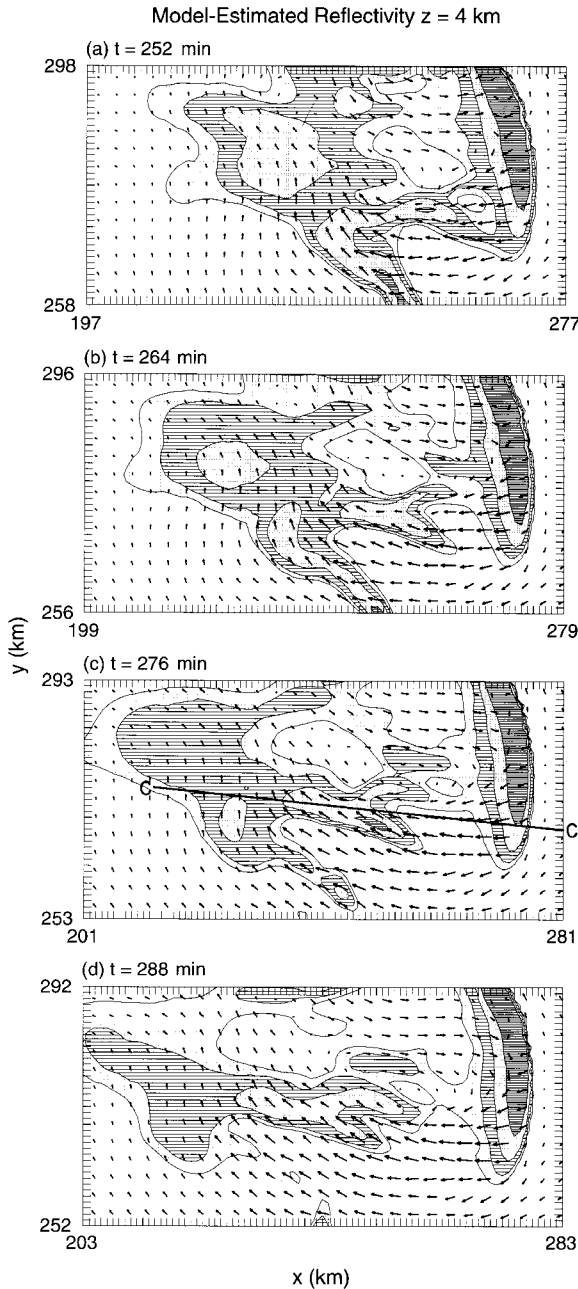 Model-Estimated Reflectivity z = 4 km
(a) t = 252 min
298
258
197
277
(b) t = 264 min
296
256
199
279
y (km)
(c) t = 276 min
293
C
C
253
201
281
(d) t = 288 min
292
252
203
283
x (km)